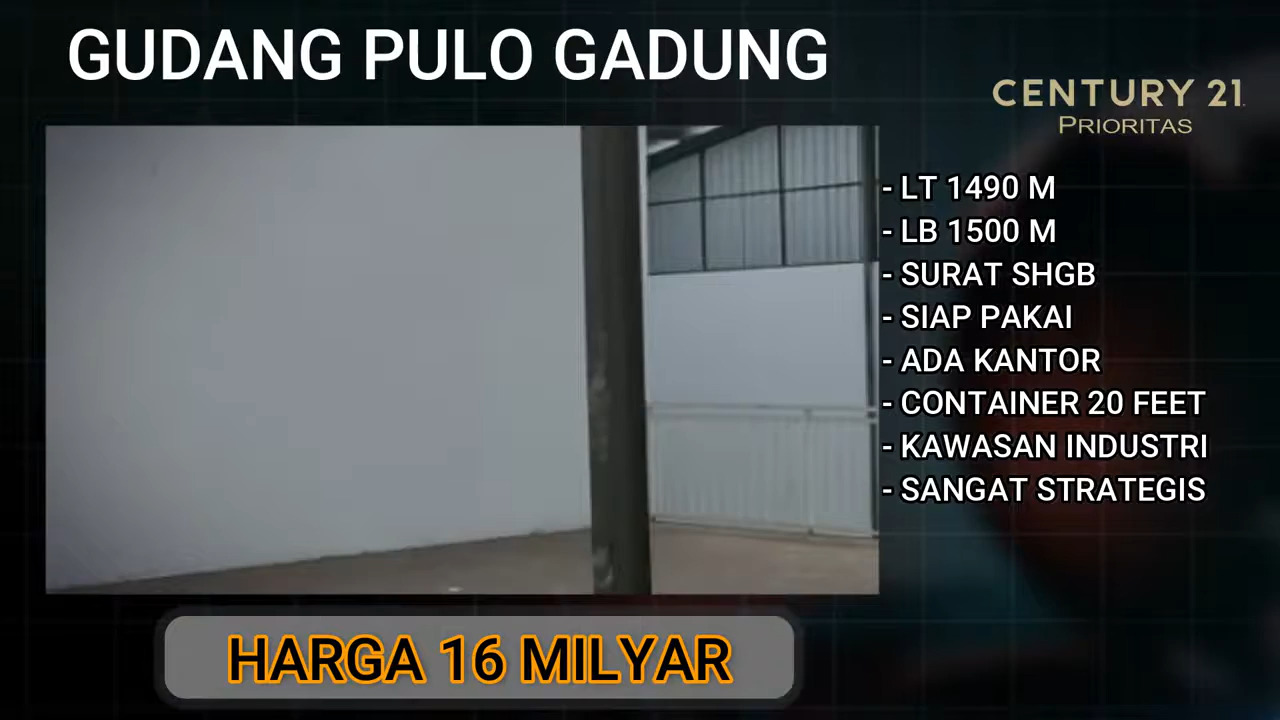 GUDANG PULO GADUNG
CENTURY 21
PRIORITAS
- LT 1490 M
- LB 1500 M
- SURAT SHGB
- SIAP PAKAI
- ADA KANTOR
- CONTAINER 20 FEET
- KAWASAN INDUSTRI
- SANGAT STRATEGIS
HARGA 16 MILYAR